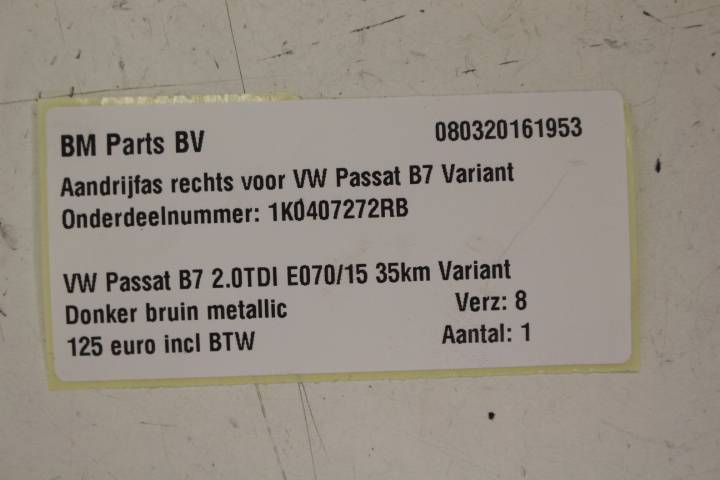 BM Parts BV 080320161953
Aandrijfas rechts voor VW Passat B7 Variant
Onderdeelnummer: 1K0407272RB
VW Passat B7 2.0TDI E070/15 35km Variant
Donker bruin metallic Verz: 8
125 euro incl BTW Aantal: 1